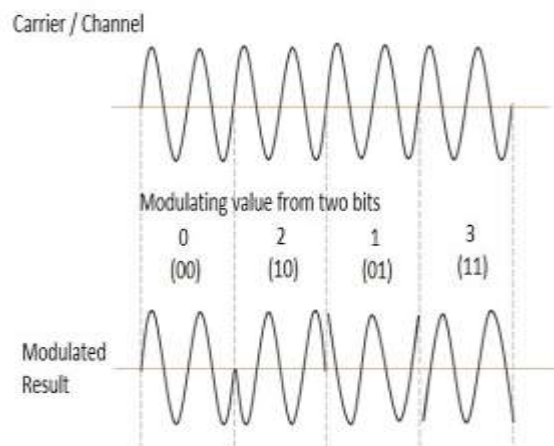 Carrier / Channel
Modulating value from two bits
0 2 1 3
(00) (10) (01) (11)
Modulated
Result